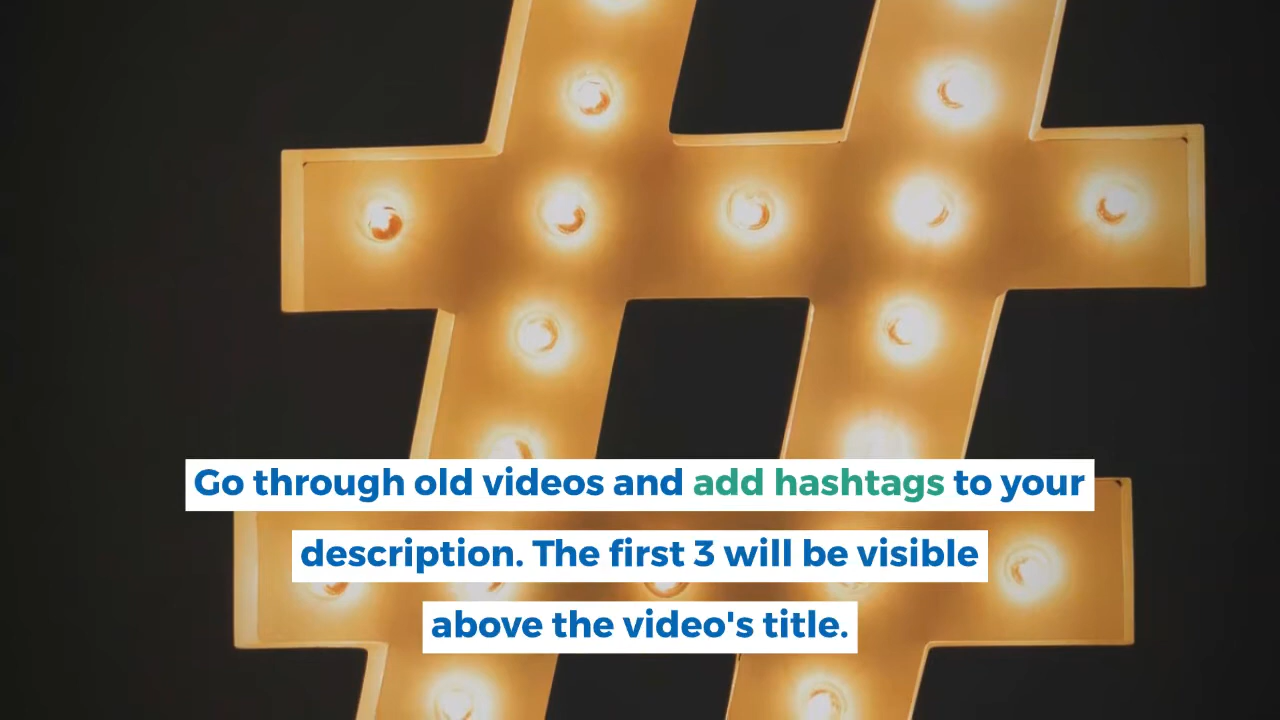 Go through old videos and add hashtags to your
description. The first 3 will be visible
above the video's title.